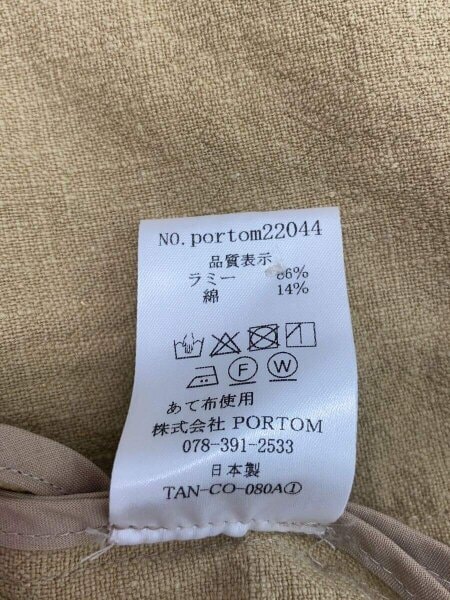 NO. portom22044
品質表示
ラミー 86%
綿 14%
F W
あて布使用
株式会社 PORTOM
078-391-2533
日本製
TAN-CO-080A①